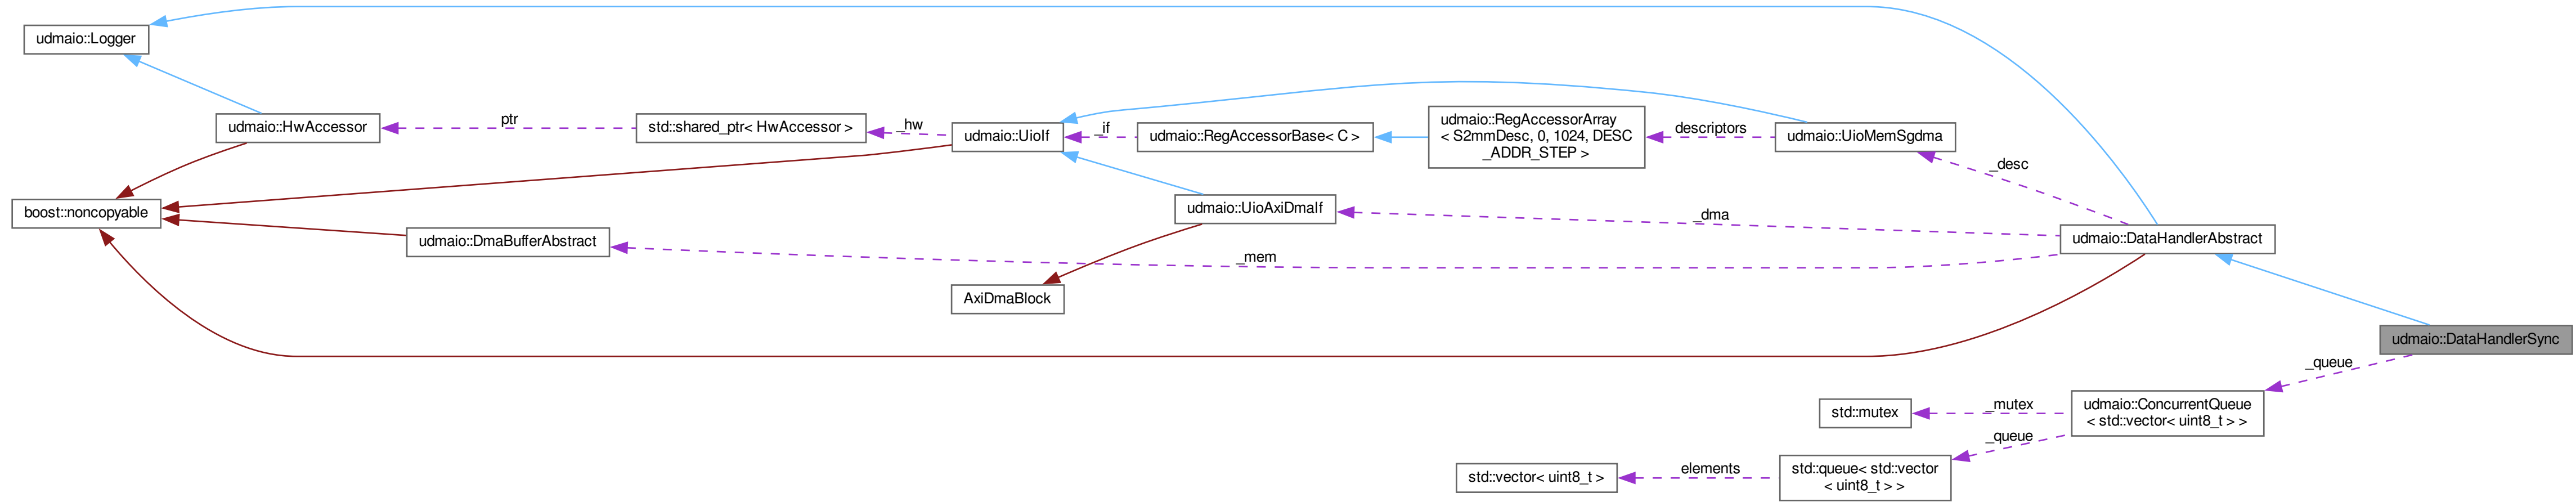 udmaio::Logger
udmaio::HwAccessor
ptr
std::shared_ptr< HwAccessor >
_hw
udmaio::UioIf
_if
udmaio::RegAccessorBase< C >
udmaio::RegAccessorArray
< S2mmDesc, 0, 1024, DESC
_ADDR_STEP >
descriptors
udmaio::UioMemSgdma
_desc
boost::noncopyable
udmaio::DmaBufferAbstract
udmaio::UioAxiDmaIf
_dma
udmaio::DataHandlerAbstract
_mem
AxiDmaBlock
udmaio::DataHandlerSync
_queue
std::mutex
_mutex
udmaio::ConcurrentQueue
< std::vector< uint8_t > >
_queue
std::vector< uint8_t >
elements
std::queue< std::vector
< uint8_t > >